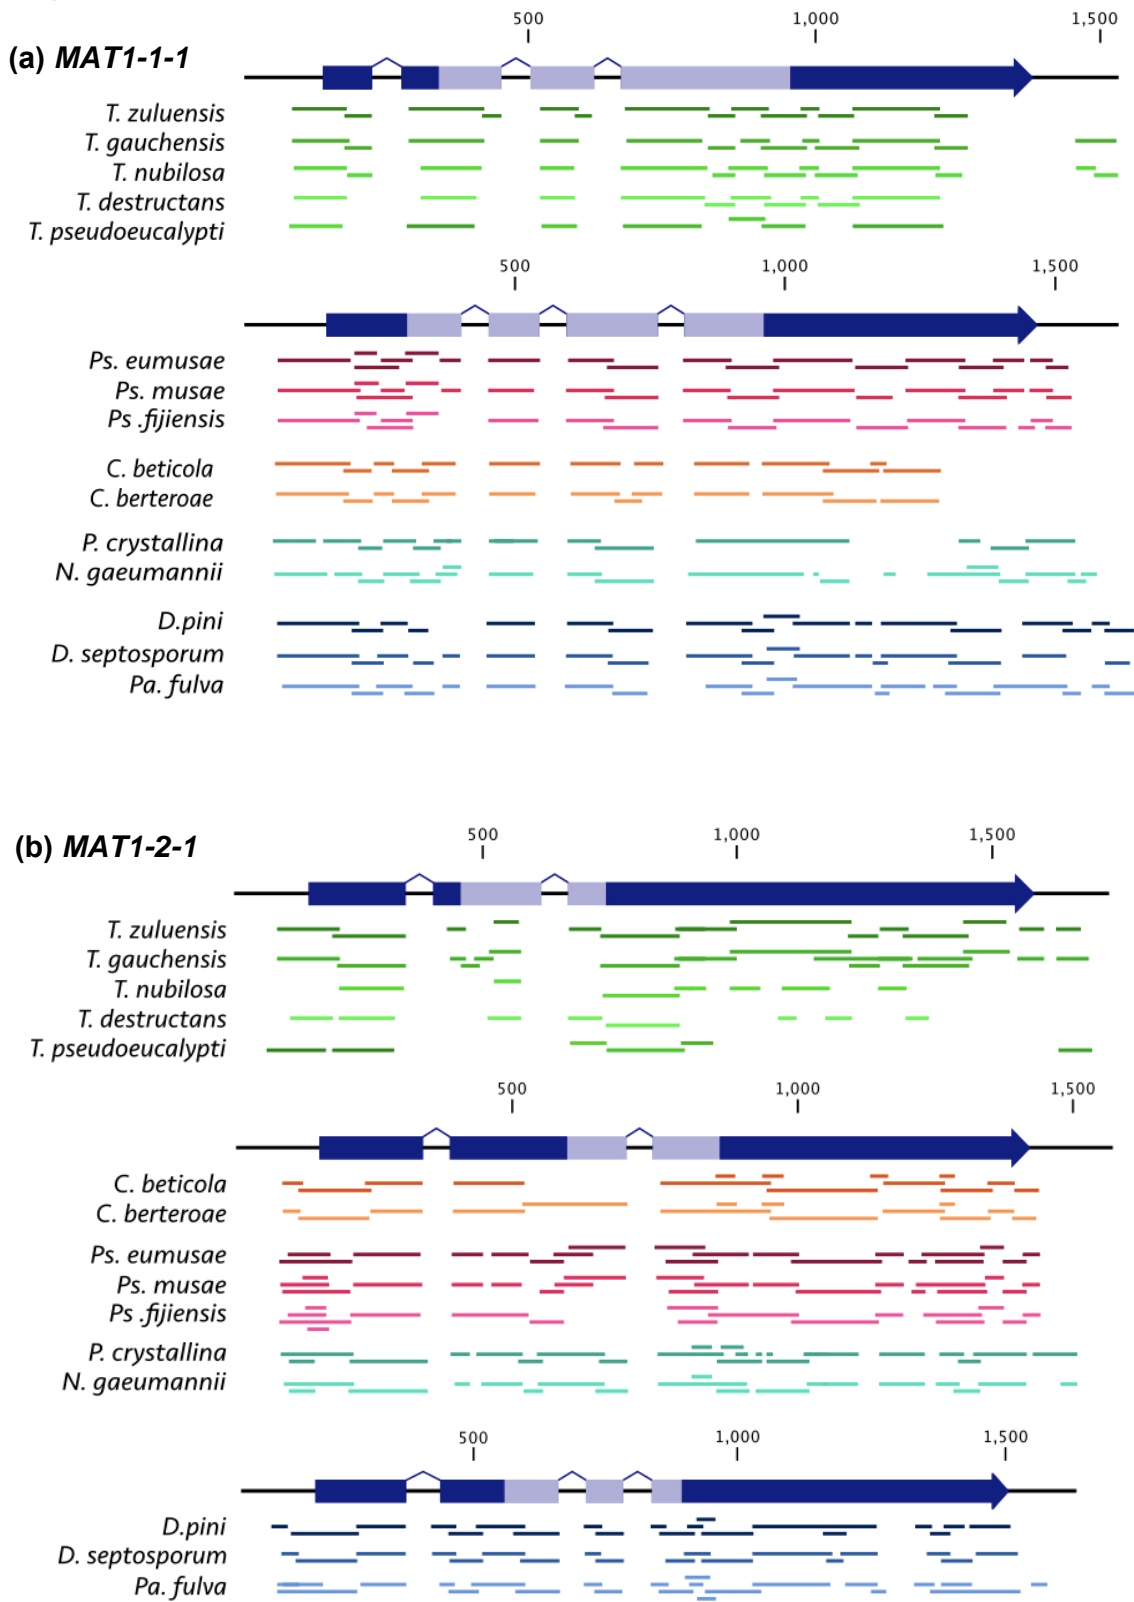 500 1,000 1,500
(a) MAT1-1-1
T. zuluensis
T. gauchensis
T. nubilosa
T. destructans
T. pseudoeucalypti
500 1,000 1,500
Ps. eumusae
Ps. musae
Ps .fijiensis
C. beticola
C. berteroae
P. crystallina
N. gaeumannii
D.pini
D. septosporum
Pa. fulva
500 1,000 1,500
(b) MAT1-2-1
T. zuluensis
T. gauchensis
T. nubilosa
T. destructans
T. pseudoeucalypti
500 1,000 1,500
C. beticola
C. berteroae
Ps. eumusae
Ps. musae
Ps .fijiensis
P. crystallina
N. gaeumannii
500 1,000 1,500
D.pini
D. septosporum
Pa. fulva